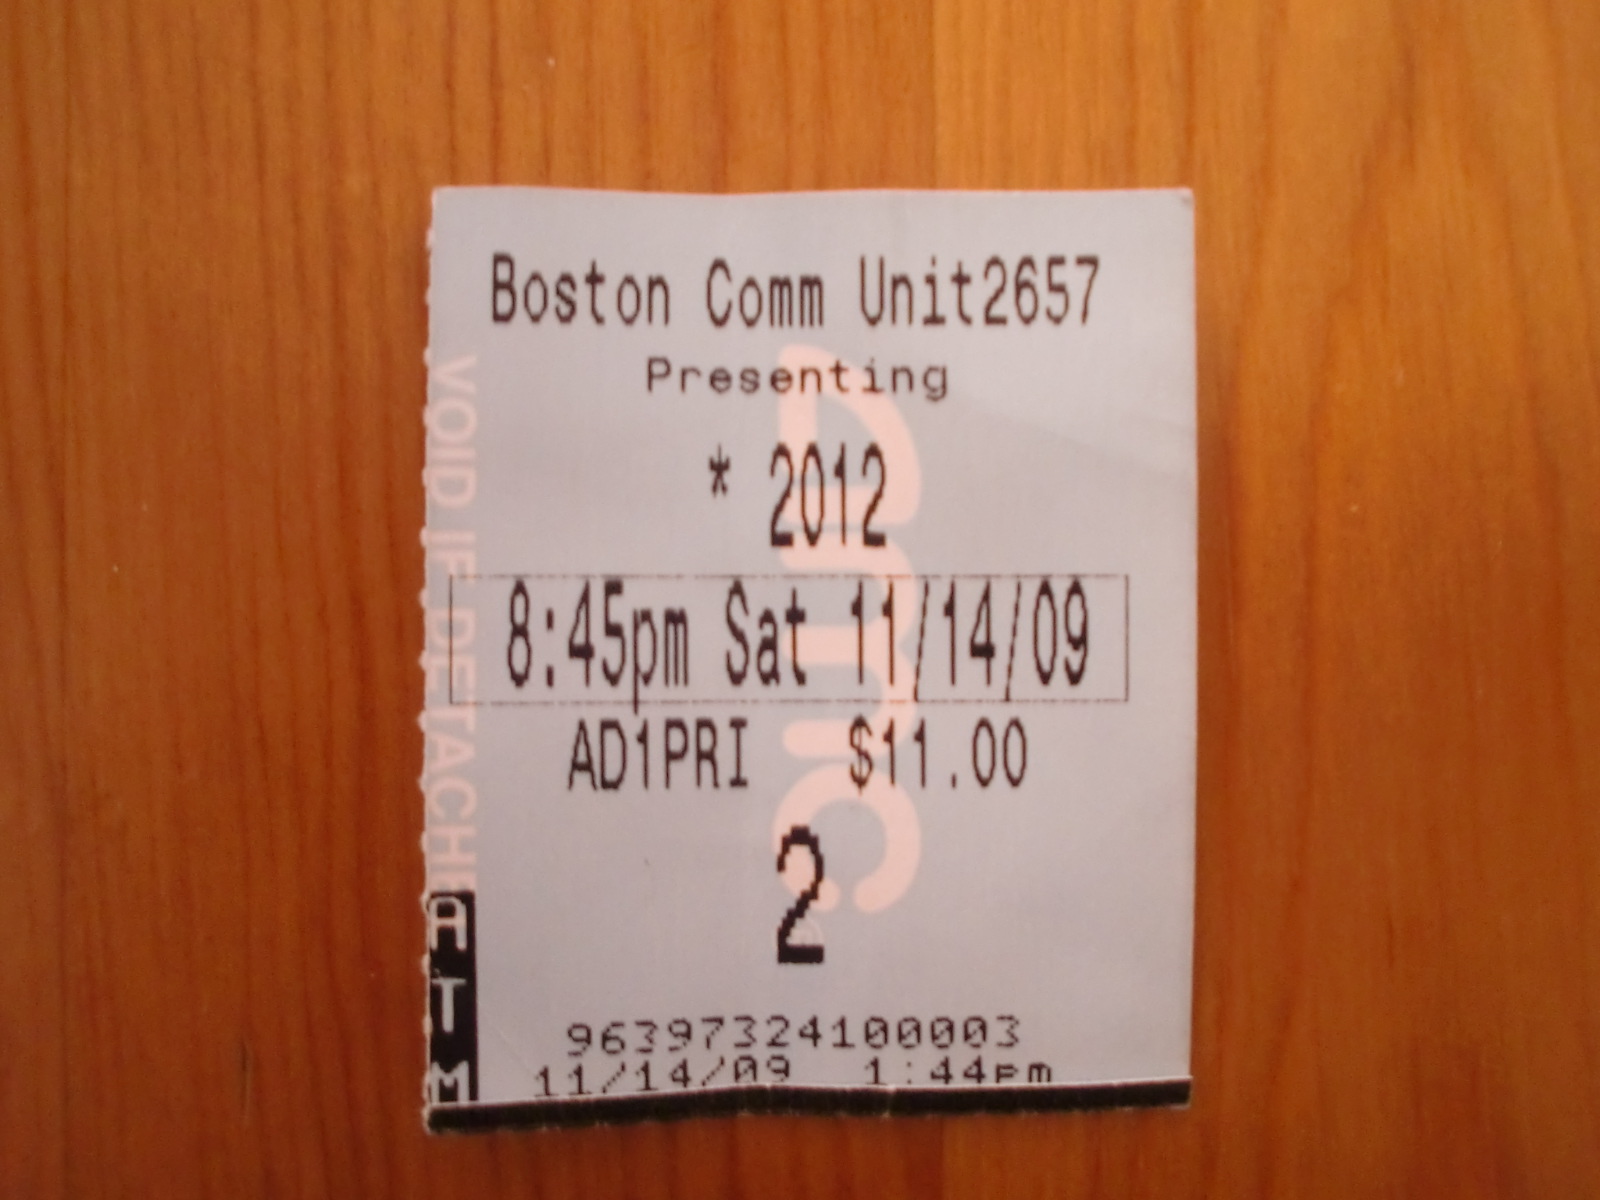 Boston Comm Unit2657
Presenting
* 2012
8:45pm Sat 11/14/09
AD1PRI $11.00
2
96397324100003
11/14/09 1:44pm
VOID IF DETACHE
ATM
amc